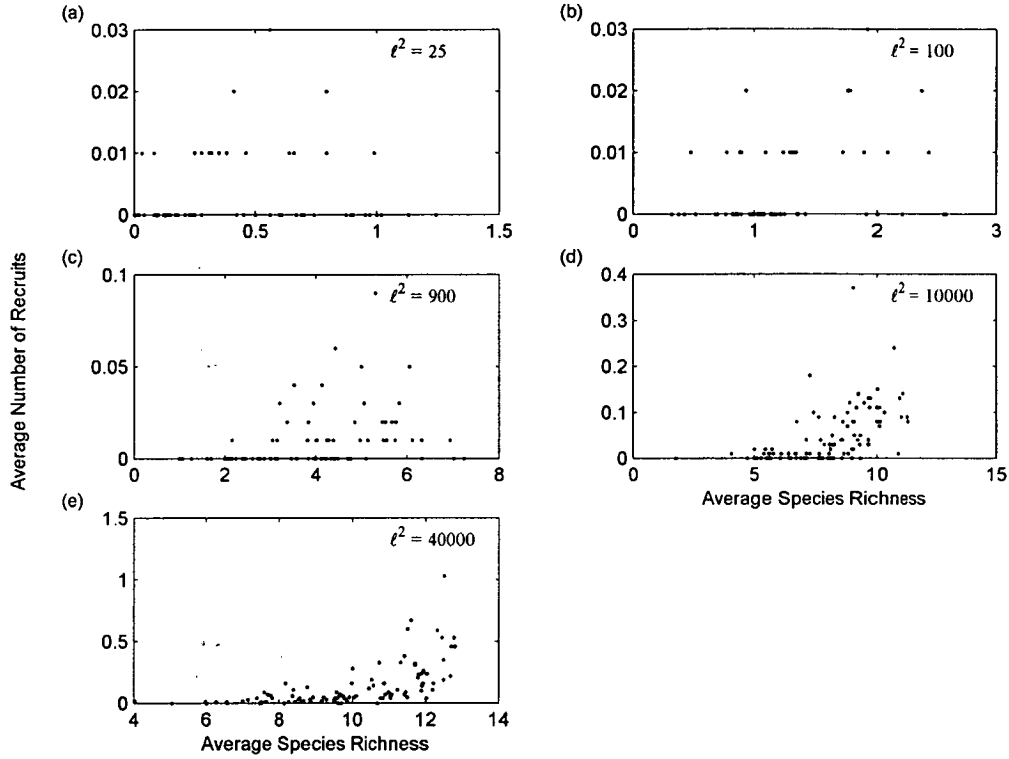 (a)
ℓ² = 25
0.03
0.02
0.01
0
0 0.5 1 1.5
(b)
ℓ² = 100
0.03
0.02
0.01
0
0 1 2 3
(c)
ℓ² = 900
0.1
0.05
0
0 2 4 6 8
(d)
ℓ² = 10000
0.4
0.3
0.2
0.1
0
0 5 10 15
Average Species Richness
(e)
ℓ² = 40000
1.5
1
0.5
0
4 6 8 10 12 14
Average Species Richness
Average Number of Recruits